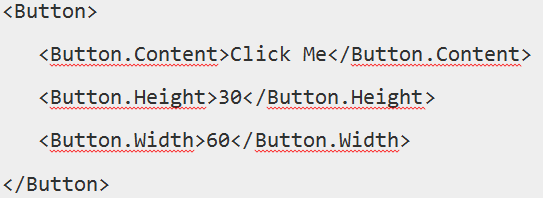 <Button>
<Button.Content>Click Me</Button.Content>
<Button.Height>30</Button.Height>
<Button.Width>60</Button.Width>
</Button>